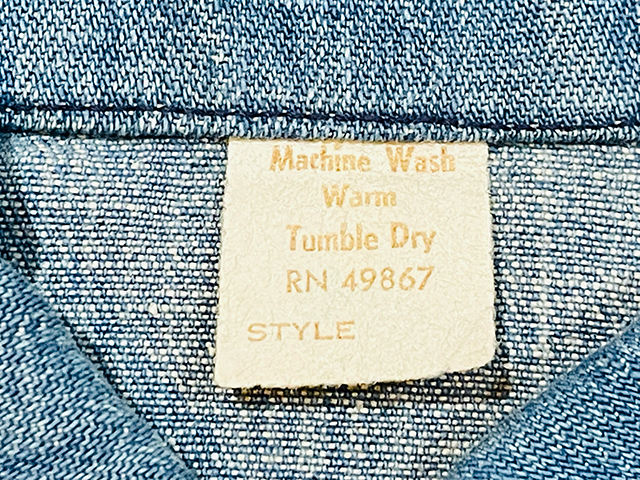 Machine Wash
Warm
Tumble Dry
RN 49867
STYLE